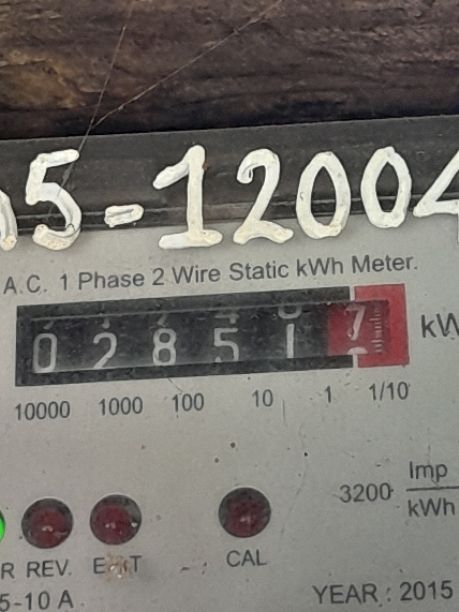 05-12004
A.C. 1 Phase 2 Wire Static kWh Meter.
0 2 8 5 1 7 kW
10000 1000 100 10 1 1/10
3200 Imp
kWh
R REV. CAL
5-10 A
YEAR : 2015